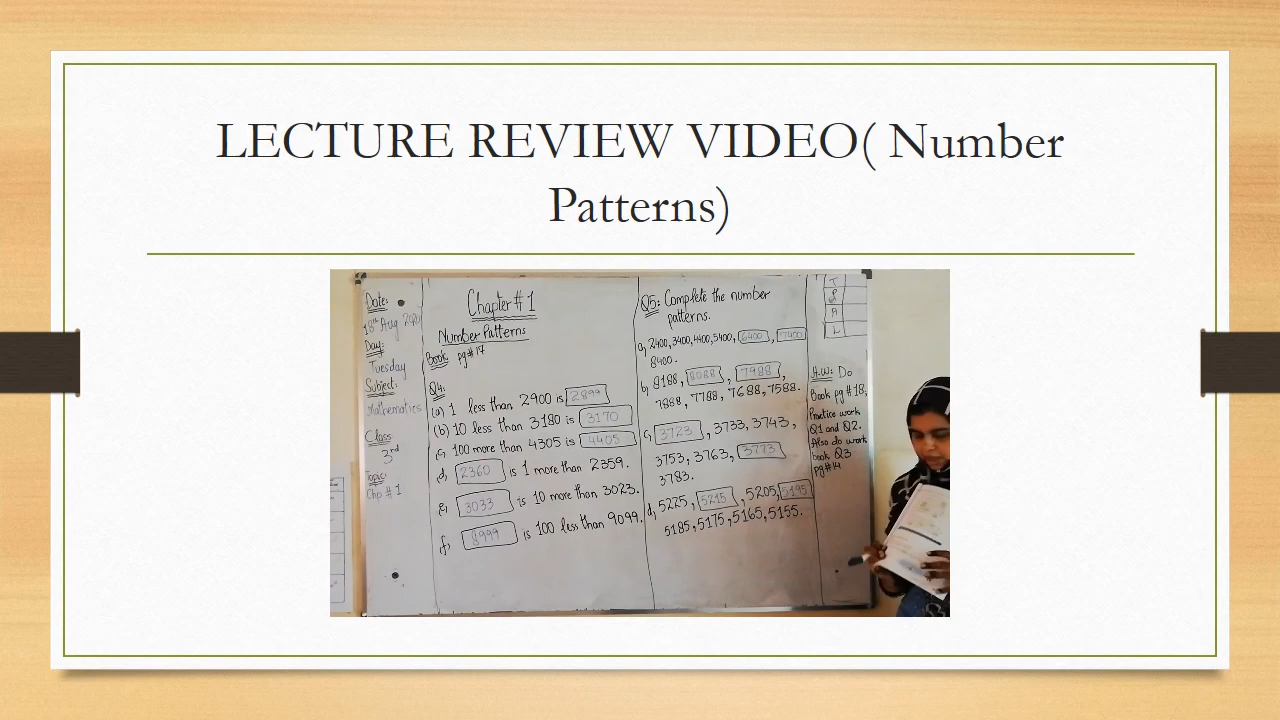 LECTURE REVIEW VIDEO( Number
Patterns)
Date:
18th Aug 2020
Day:
Tuesday
Subject:
Mathematics
Class
3rd
Topic:
Chp # 1
Chapter # 1
Number Patterns
Book pg#17
Q4:
(a) 1 less than 2900 is 2899
(b) 10 less than 3180 is 3170
c, 100 more than 4305 is 4405
d, 2360 is 1 more than 2359.
e, 3033 is 10 more than 3023.
f, 8999 is 100 less than 9099.
Q5: Complete the number
patterns.
a, 2400, 3400, 4400, 5400, 6400, 7400
8400.
b, 8188, 8088, 7988,
7888, 7788, 7688, 7588.
c, 3723, 3733, 3743,
3753, 3763, 3773
3783.
d, 5225, 5215, 5205, 5195
5185, 5175, 5165, 5155.
T
A
L
H.W: Do
Book pg #18,
Practice work
Q1 and Q2.
Also do work
book Q3
pg#14